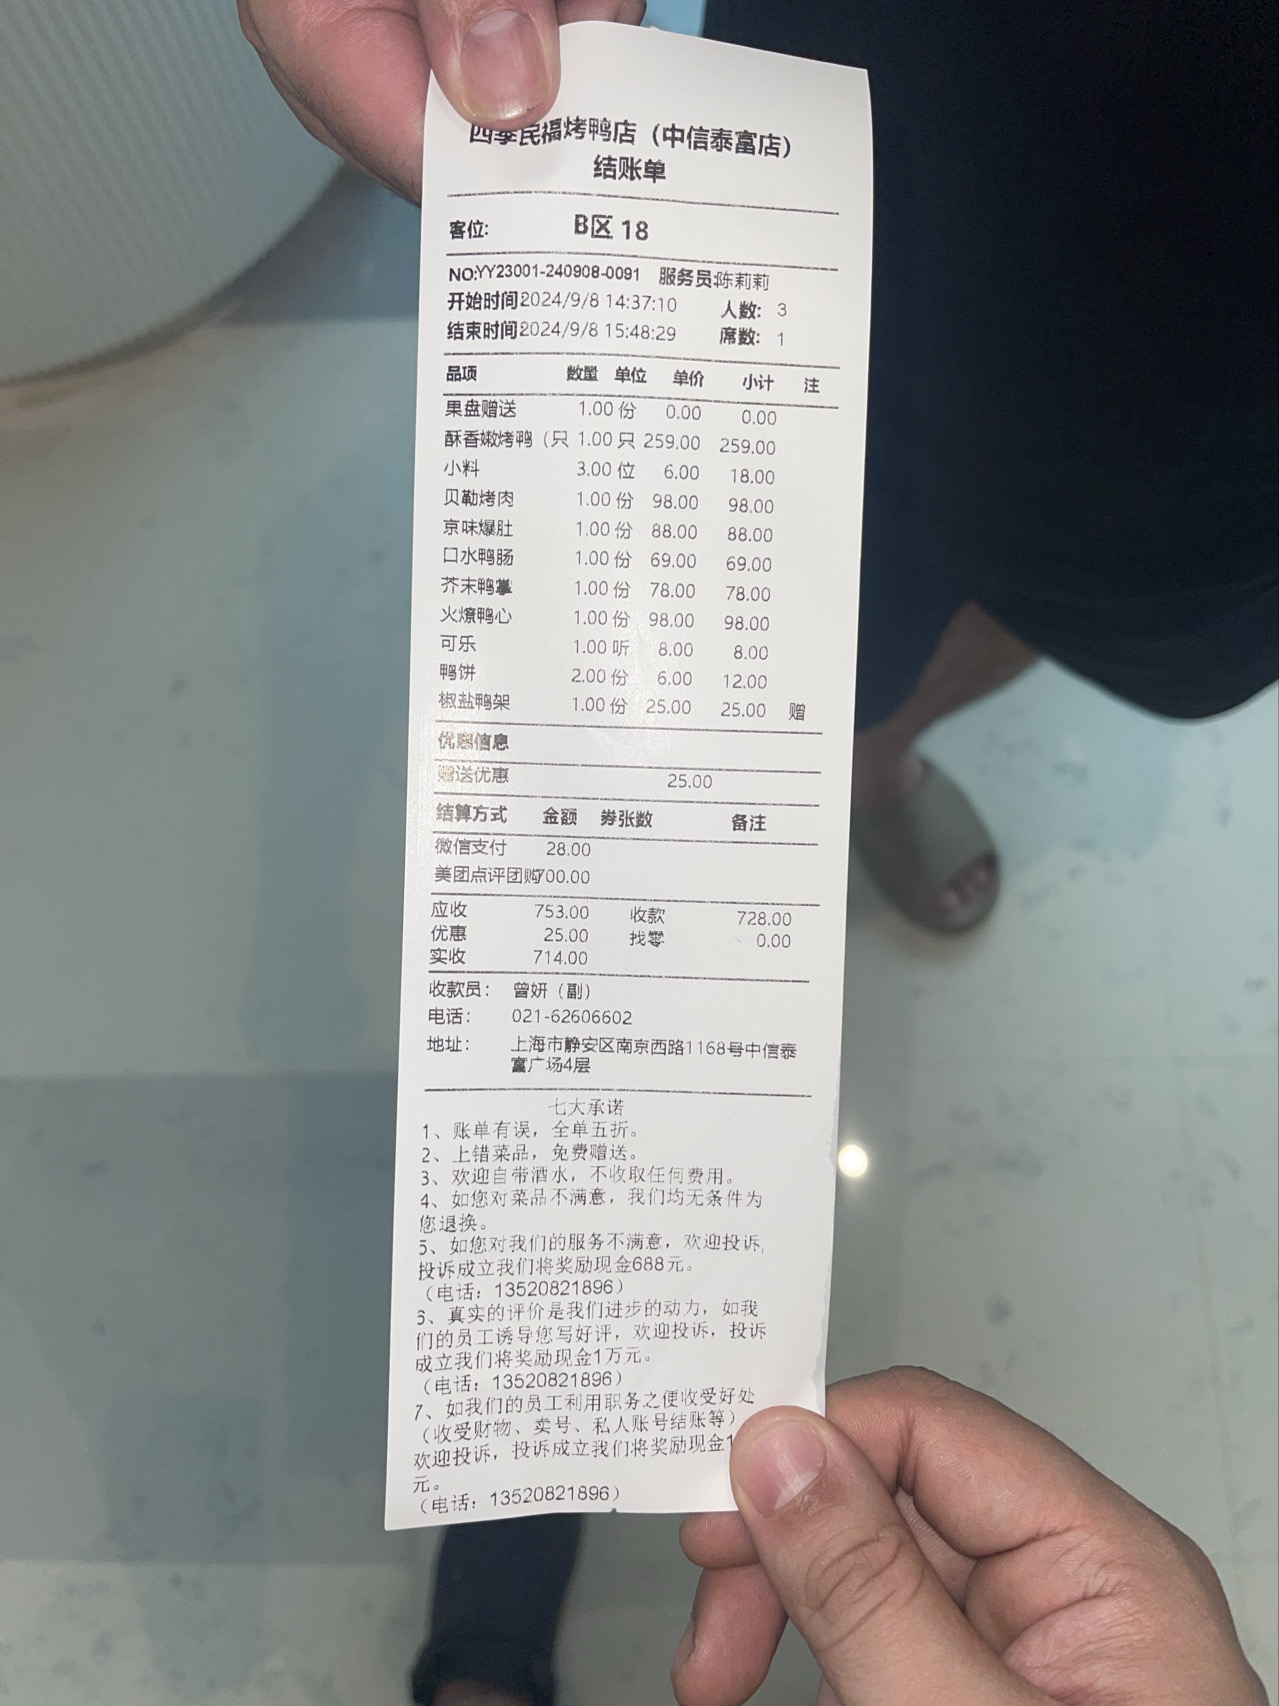 四季民福烤鸭店（中信泰富店）
结账单
客位: B区 18
NO:YY23001-240908-0091 服务员:陈莉莉
开始时间2024/9/8 14:37:10 人数: 3
结束时间2024/9/8 15:48:29 席数: 1
品项 数量 单位 单价 小计 注
果盘赠送 1.00 份 0.00 0.00
酥香嫩烤鸭（只 1.00 只 259.00 259.00
小料 3.00 位 6.00 18.00
贝勒烤肉 1.00 份 98.00 98.00
京味爆肚 1.00 份 88.00 88.00
口水鸭肠 1.00 份 69.00 69.00
芥末鸭掌 1.00 份 78.00 78.00
火燎鸭心 1.00 份 98.00 98.00
可乐 1.00 听 8.00 8.00
鸭饼 2.00 份 6.00 12.00
椒盐鸭架 1.00 份 25.00 25.00 赠
优惠信息
赠送优惠 25.00
结算方式 金额 券张数 备注
微信支付 28.00
美团点评团购700.00
应收 753.00 收款 728.00
优惠 25.00 找零 0.00
实收 714.00
收款员: 曾妍（副）
电话: 021-62606602
地址: 上海市静安区南京西路1168号中信泰
富广场4层
七大承诺
1、账单有误，全单五折。
2、上错菜品，免费赠送。
3、欢迎自带酒水，不收取任何费用。
4、如您对菜品不满意，我们均无条件为
您退换。
5、如您对我们的服务不满意，欢迎投诉,
投诉成立我们将奖励现金688元。
（电话：13520821896）
6、真实的评价是我们进步的动力，如我
们的员工诱导您写好评，欢迎投诉，投诉
成立我们将奖励现金1万元。
（电话：13520821896）
7、如我们的员工利用职务之便收受好处
（收受财物、卖号、私人账号结账等）
欢迎投诉，投诉成立我们将奖励现金1
元。
（电话：13520821896）